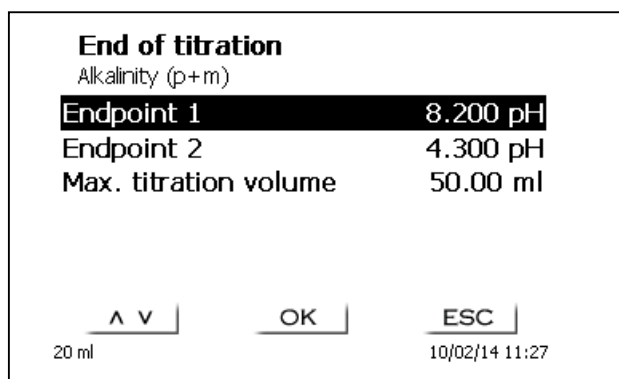 End of titration
Alkalinity (p+m)
Endpoint 1 8.200 pH
Endpoint 2 4.300 pH
Max. titration volume 50.00 ml
∧ ∨ OK ESC
20 ml 10/02/14 11:27